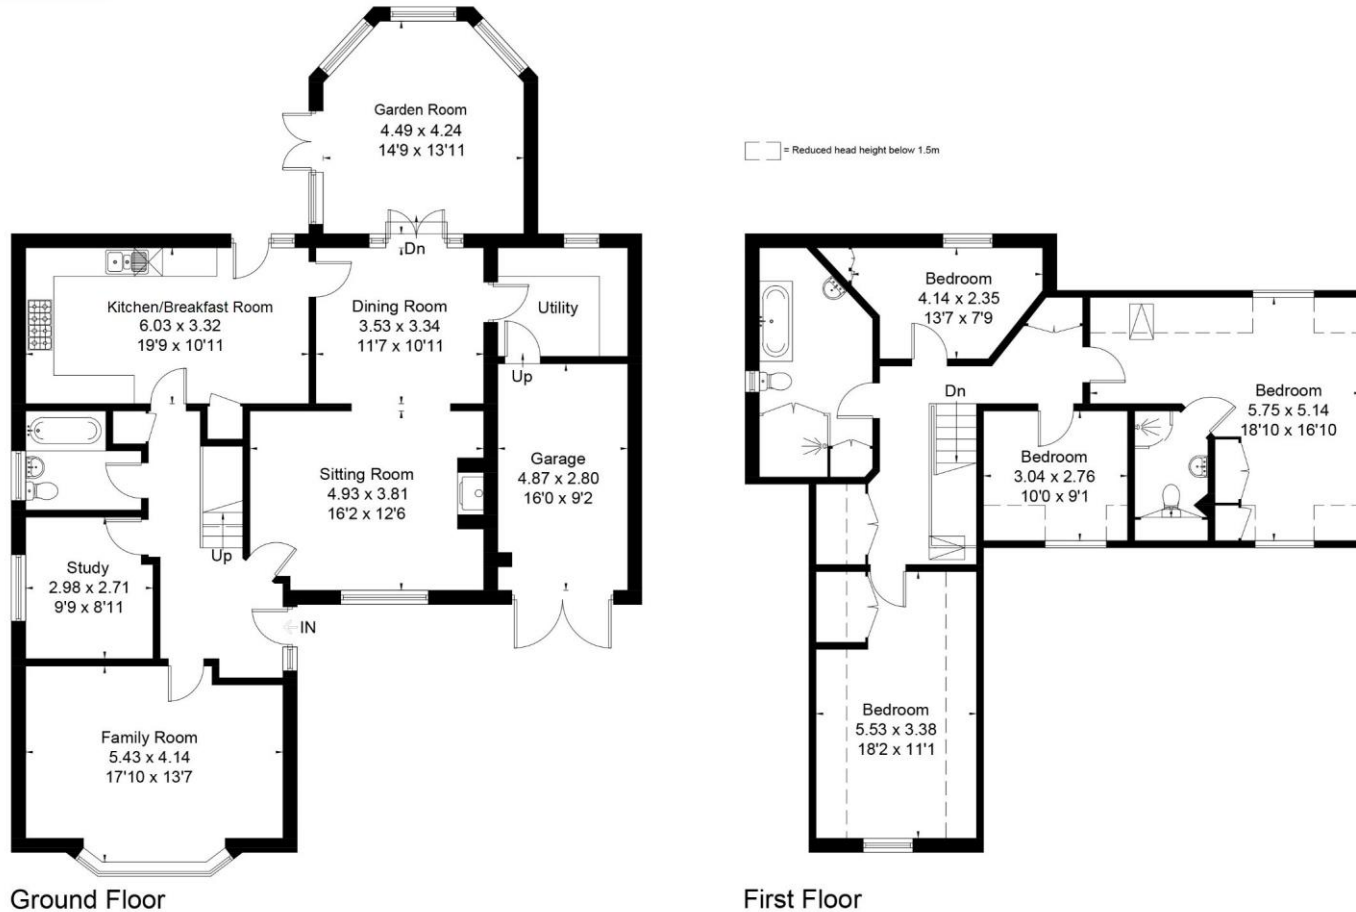 Garden Room
4.49 x 4.24
14'9 x 13'11
= Reduced head height below 1.5m
Dn
Kitchen/Breakfast Room
6.03 x 3.32
19'9 x 10'11
Dining Room
3.53 x 3.34
11'7 x 10'11
Utility
Up
Sitting Room
4.93 x 3.81
16'2 x 12'6
Garage
4.87 x 2.80
16'0 x 9'2
Up
Study
2.98 x 2.71
9'9 x 8'11
IN
Family Room
5.43 x 4.14
17'10 x 13'7
Ground Floor
Bedroom
4.14 x 2.35
13'7 x 7'9
Dn
Bedroom
5.75 x 5.14
18'10 x 16'10
Bedroom
3.04 x 2.76
10'0 x 9'1
Bedroom
5.53 x 3.38
18'2 x 11'1
First Floor